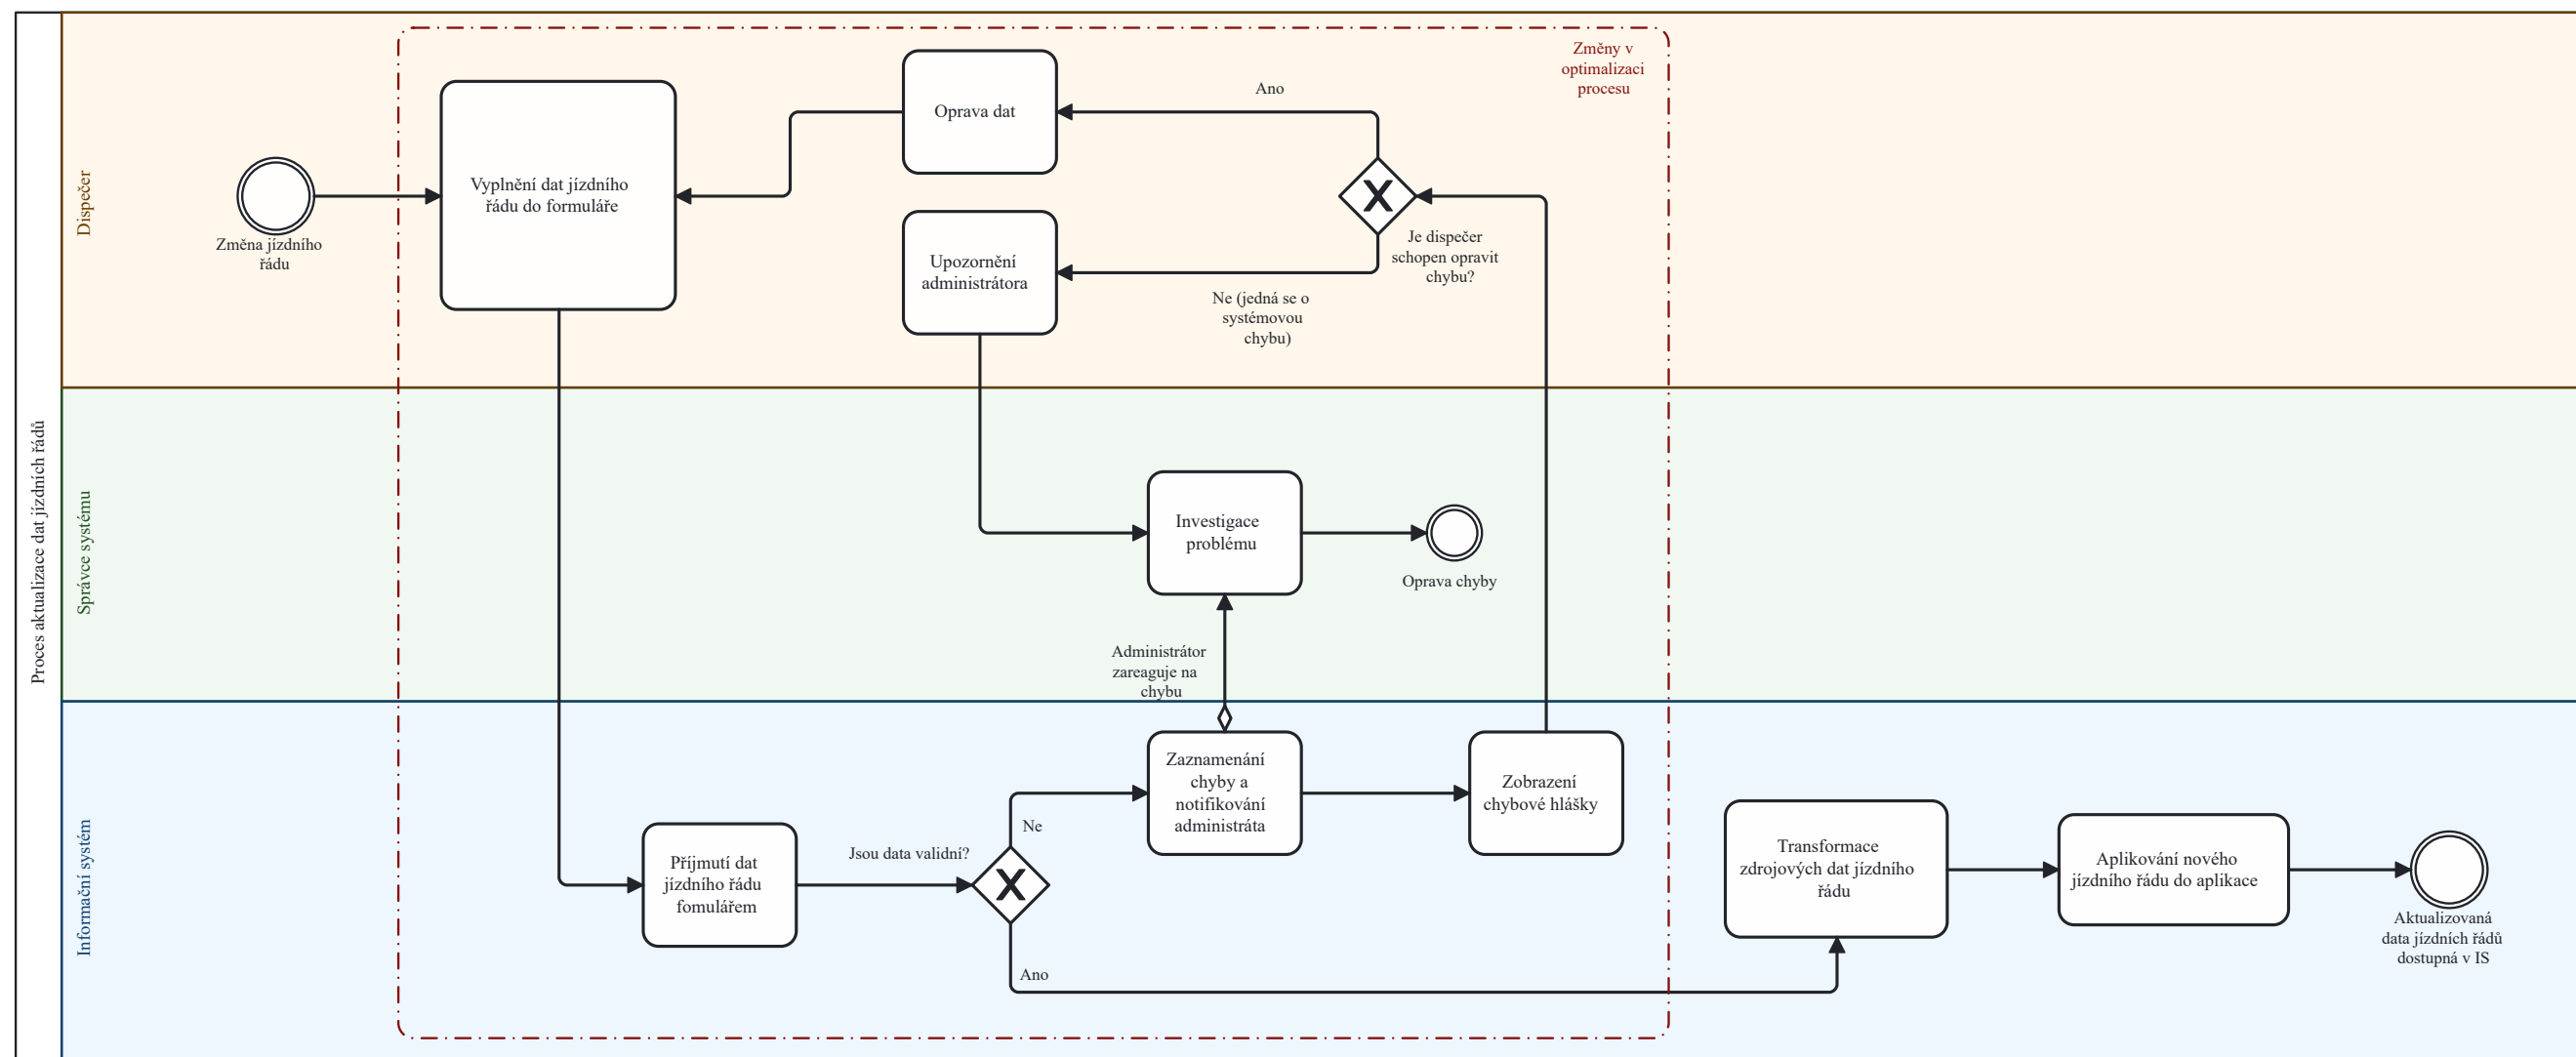 Proces aktualizace dat jízdních řádů
Dispečer
Změna jízdního
řádu
Vyplnění dat jízdního
řádu do formuláře
Oprava dat
Upozornění
administrátora
Ano
Ne (jedná se o
systémovou
chybu)
Je dispečer
schopen opravit
chybu?
Změny v
optimalizaci
procesu
Správce systému
Investigace
problému
Oprava chyby
Administrátor
zareaguje na
chybu
Informační systém
Příjmutí dat
jízdního řádu
fomulářem
Jsou data validní?
Ne
Ano
Zaznamenání
chyby a
notifikování
administráta
Zobrazení
chybové hlášky
Transformace
zdrojových dat jízdního
řádu
Aplikování nového
jízdního řádu do aplikace
Aktualizovaná
data jízdních řádů
dostupná v IS